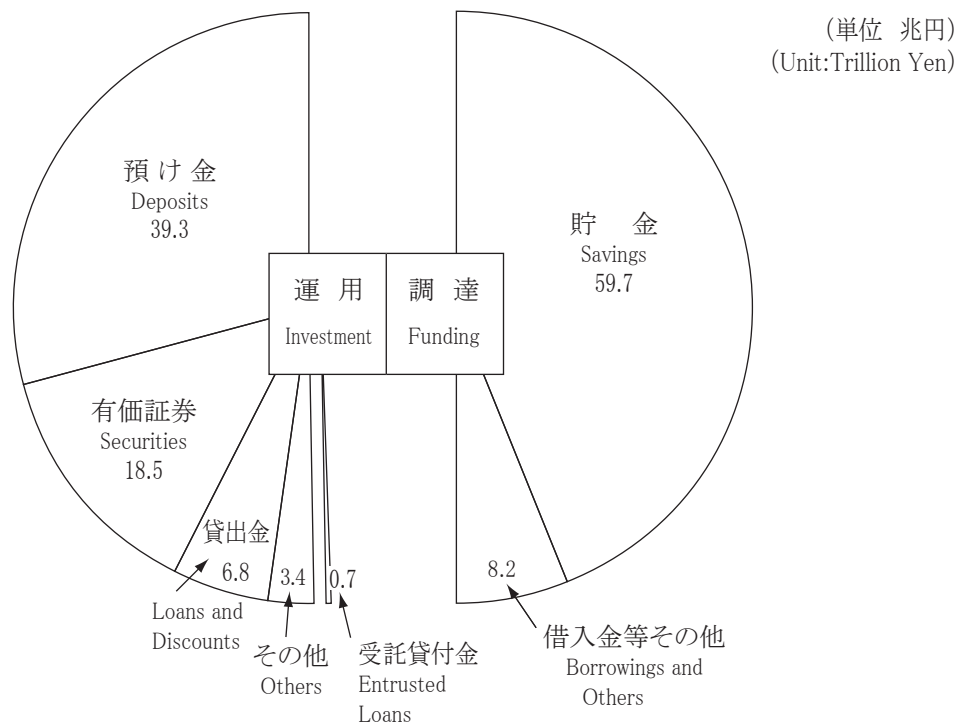 (単位 兆円)
(Unit:Trillion Yen)
預け金
Deposits
39.3
貯金
Savings
59.7
運用
Investment
調達
Funding
有価証券
Securities
18.5
貸出金
6.8
Loans and
Discounts
3.4
その他
Others
0.7
受託貸付金
Entrusted
Loans
8.2
借入金等その他
Borrowings and
Others